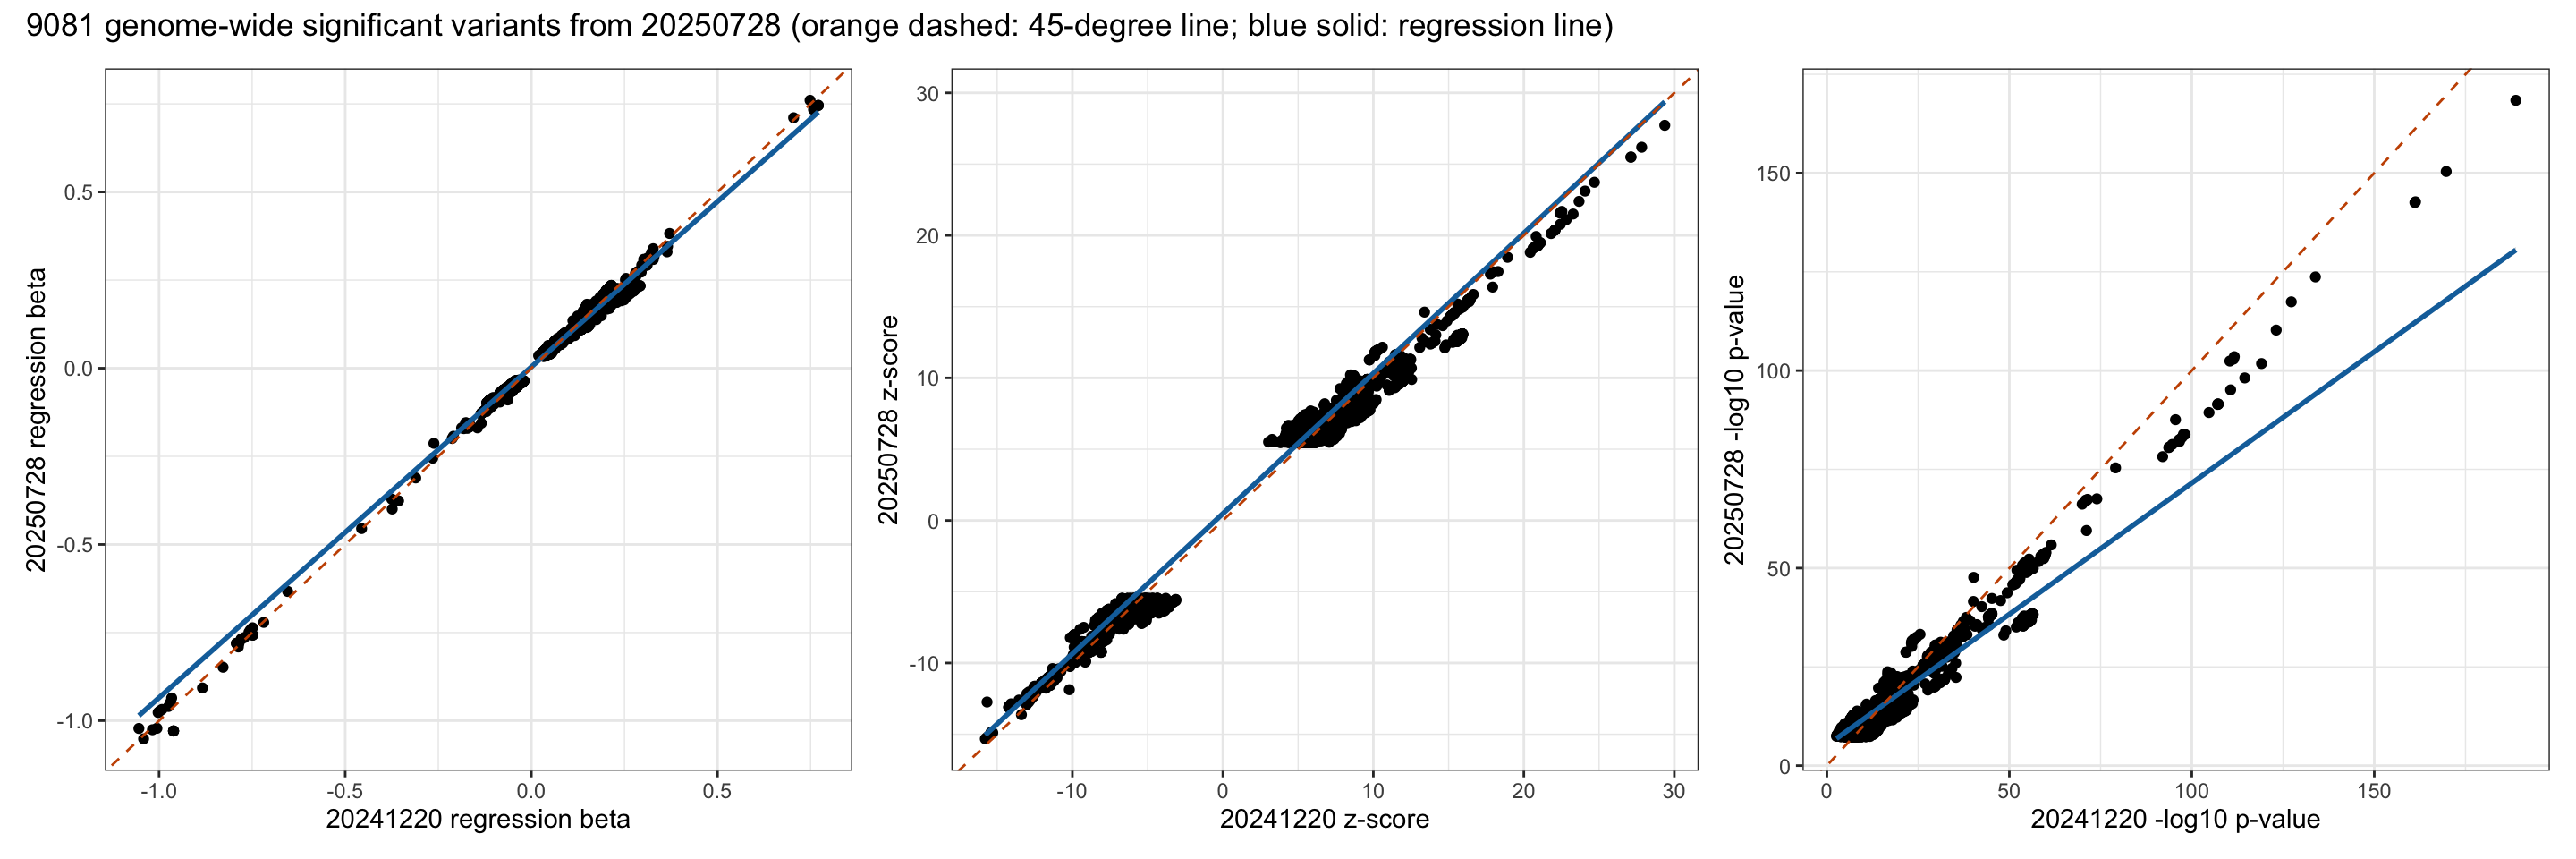 9081 genome-wide significant variants from 20250728 (orange dashed: 45-degree line; blue solid: regression line)
20250728 regression beta
0.5
0.0
-0.5
-1.0
-1.0 -0.5 0.0 0.5
20241220 regression beta
20250728 z-score
30
20
10
0
-10
-10 0 10 20 30
20241220 z-score
20250728 -log10 p-value
150
100
50
0
0 50 100 150
20241220 -log10 p-value